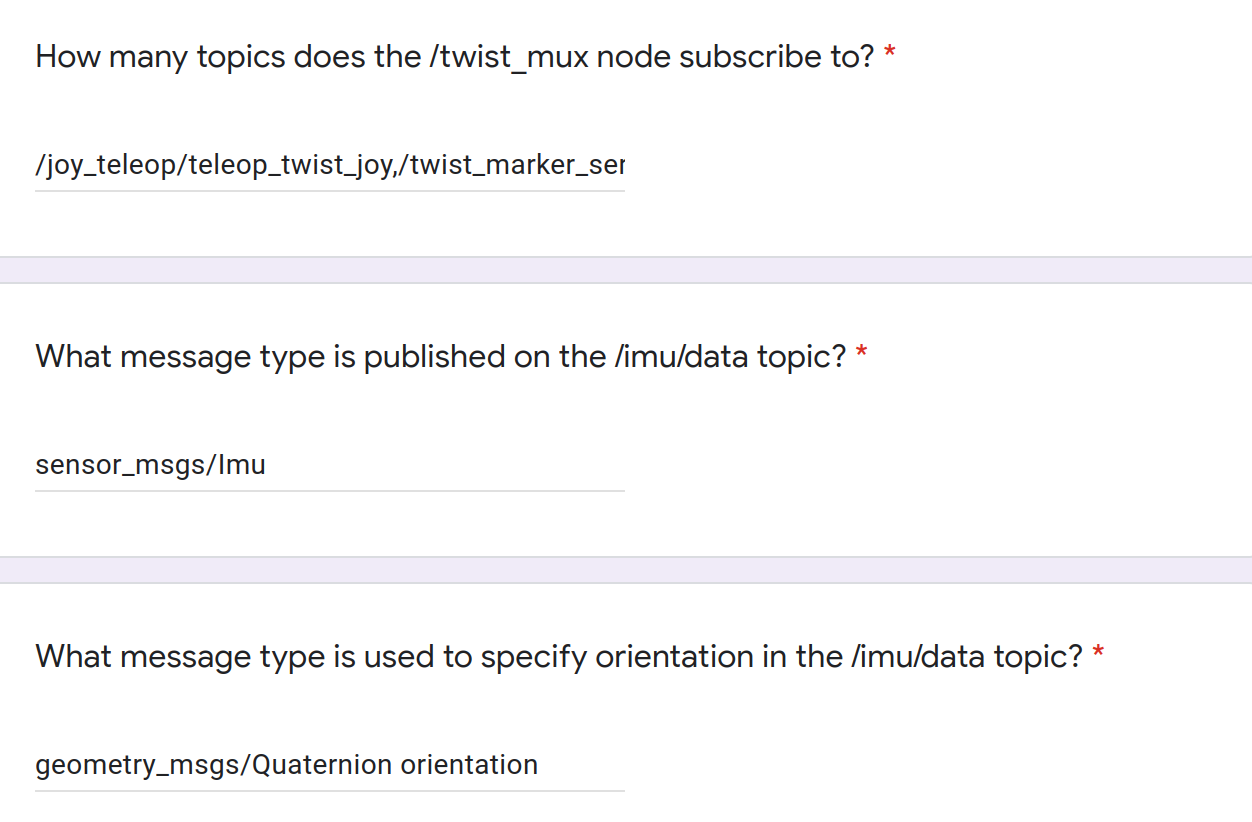 How many topics does the /twist_mux node subscribe to? *
/joy_teleop/teleop_twist_joy,/twist_marker_ser
What message type is published on the /imu/data topic? *
sensor_msgs/Imu
What message type is used to specify orientation in the /imu/data topic? *
geometry_msgs/Quaternion orientation